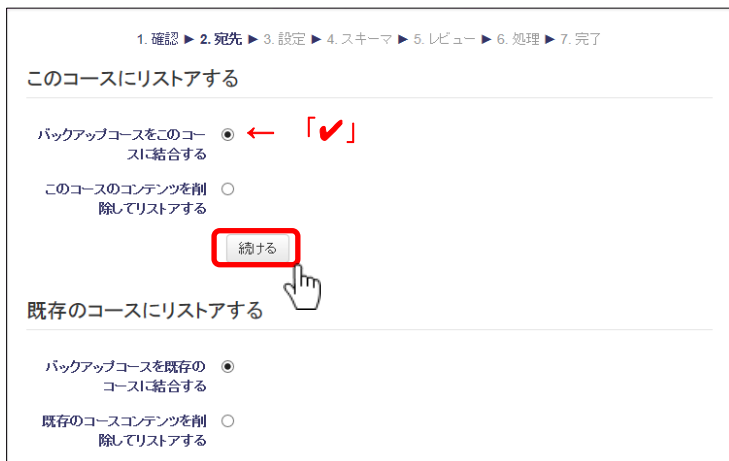 1. 確認 ► 2. 宛先 ► 3. 設定 ► 4. スキーマ ► 5. レビュー ► 6. 処理 ► 7. 完了
このコースにリストアする
バックアップコースをこのコー
スに結合する
← 「✔」
このコースのコンテンツを削
除してリストアする
続ける
既存のコースにリストアする
バックアップコースを既存の
コースに結合する
既存のコースコンテンツを削
除してリストアする